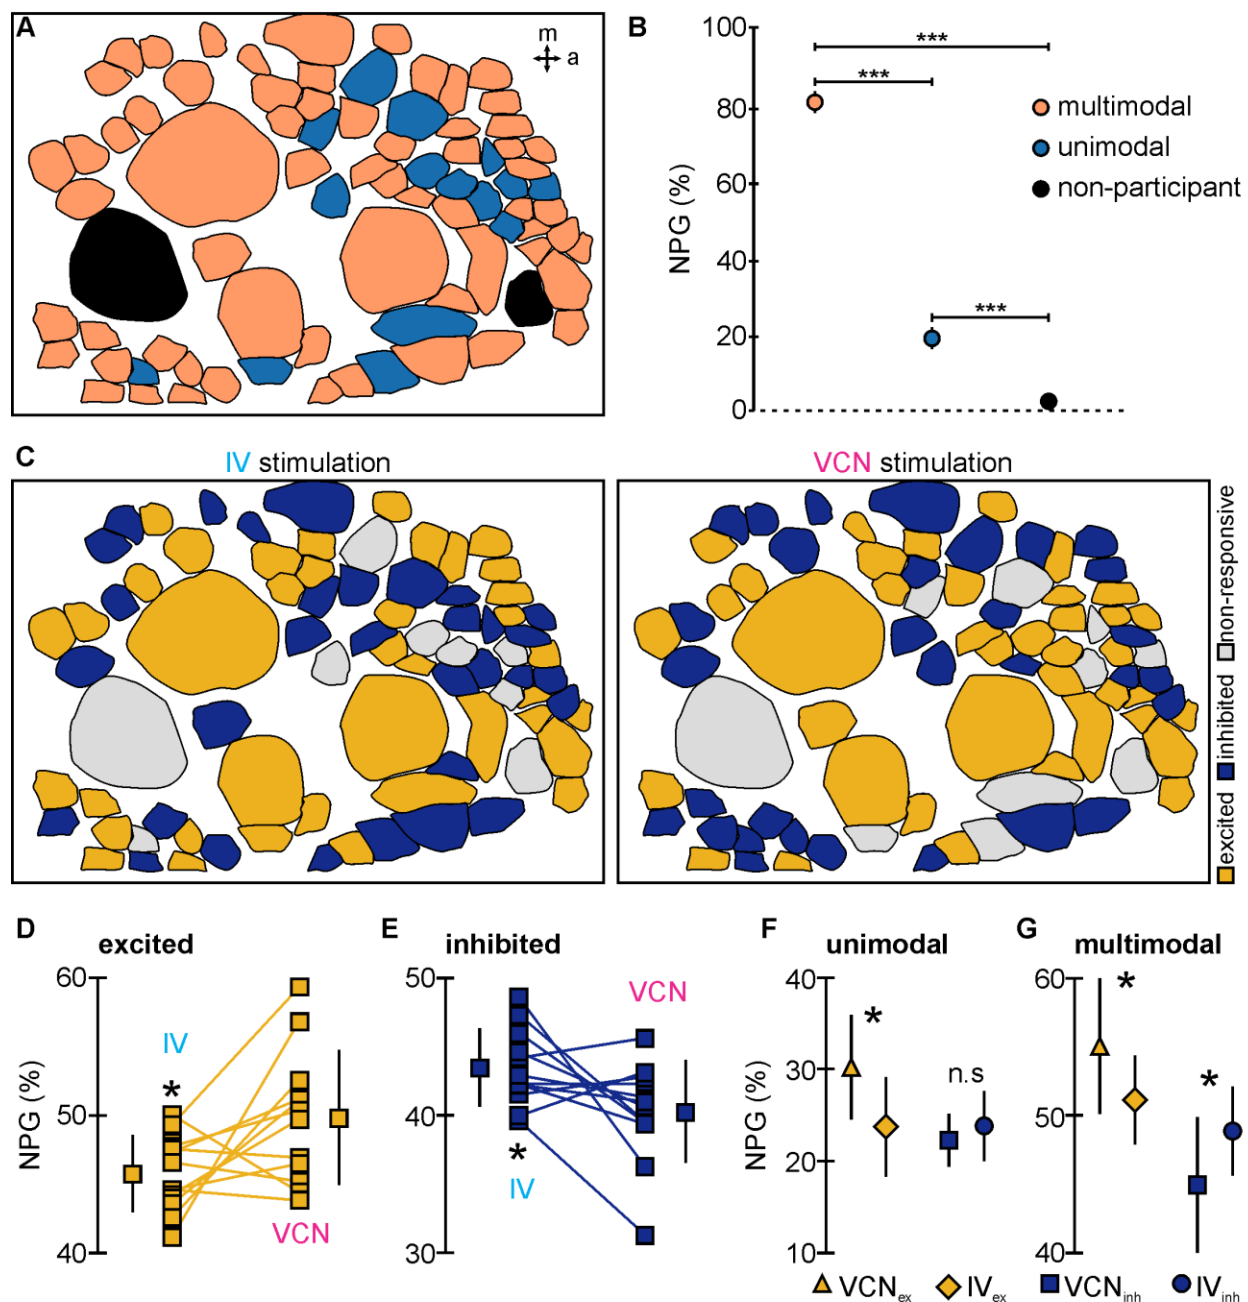 A
m
a
B
100
80
60
40
20
0
NPG (%)
***
***
***
multimodal
unimodal
non-participant
C
IV stimulation
VCN stimulation
excited inhibited non-responsive
D
excited
60
50
40
NPG (%)
IV
*
VCN
E
inhibited
50
40
30
VCN
*
IV
F
unimodal
40
30
20
10
NPG (%)
*
n.s
G
multimodal
60
50
40
*
*
VCNex IVex VCNinh IVinh